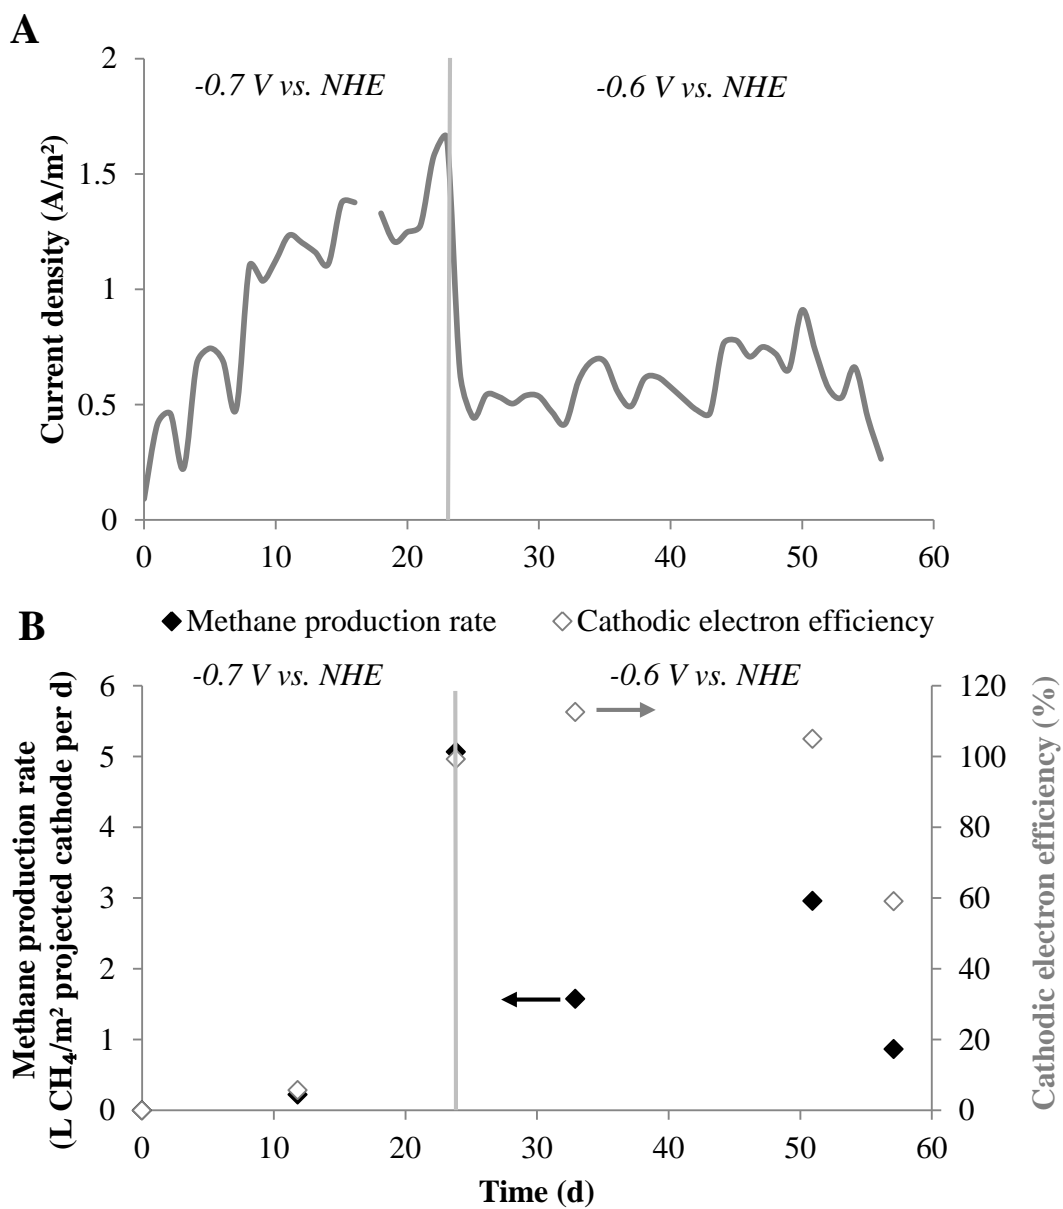 A
-0.7 V vs. NHE
-0.6 V vs. NHE
Current density (A/m²)
2
1.5
1
0.5
0
0 10 20 30 40 50 60
B
Methane production rate Cathodic electron efficiency
-0.7 V vs. NHE
-0.6 V vs. NHE
Methane production rate
(L CH₄/m² projected cathode per d)
6
5
4
3
2
1
0
120
100
80
60
40
20
0
Cathodic electron efficiency (%)
0 10 20 30 40 50 60
Time (d)